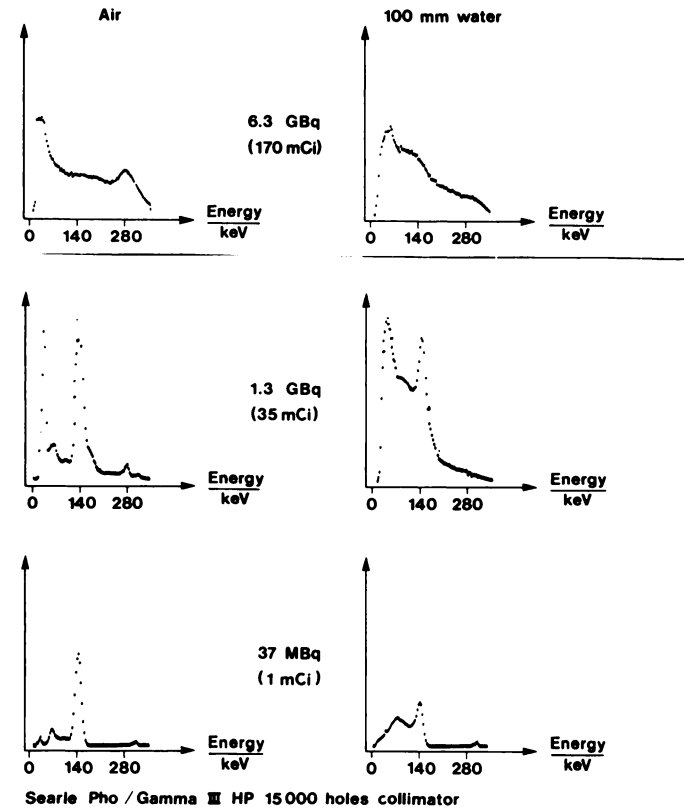 Air
100 mm water
6.3 GBq
(170 mCi)
Energy
keV
0 140 280
Energy
keV
0 140 280
1.3 GBq
(35 mCi)
Energy
keV
0 140 280
Energy
keV
0 140 280
37 MBq
(1 mCi)
Energy
keV
0 140 280
Energy
keV
0 140 280
Searle Pho / Gamma III HP 15000 holes collimator